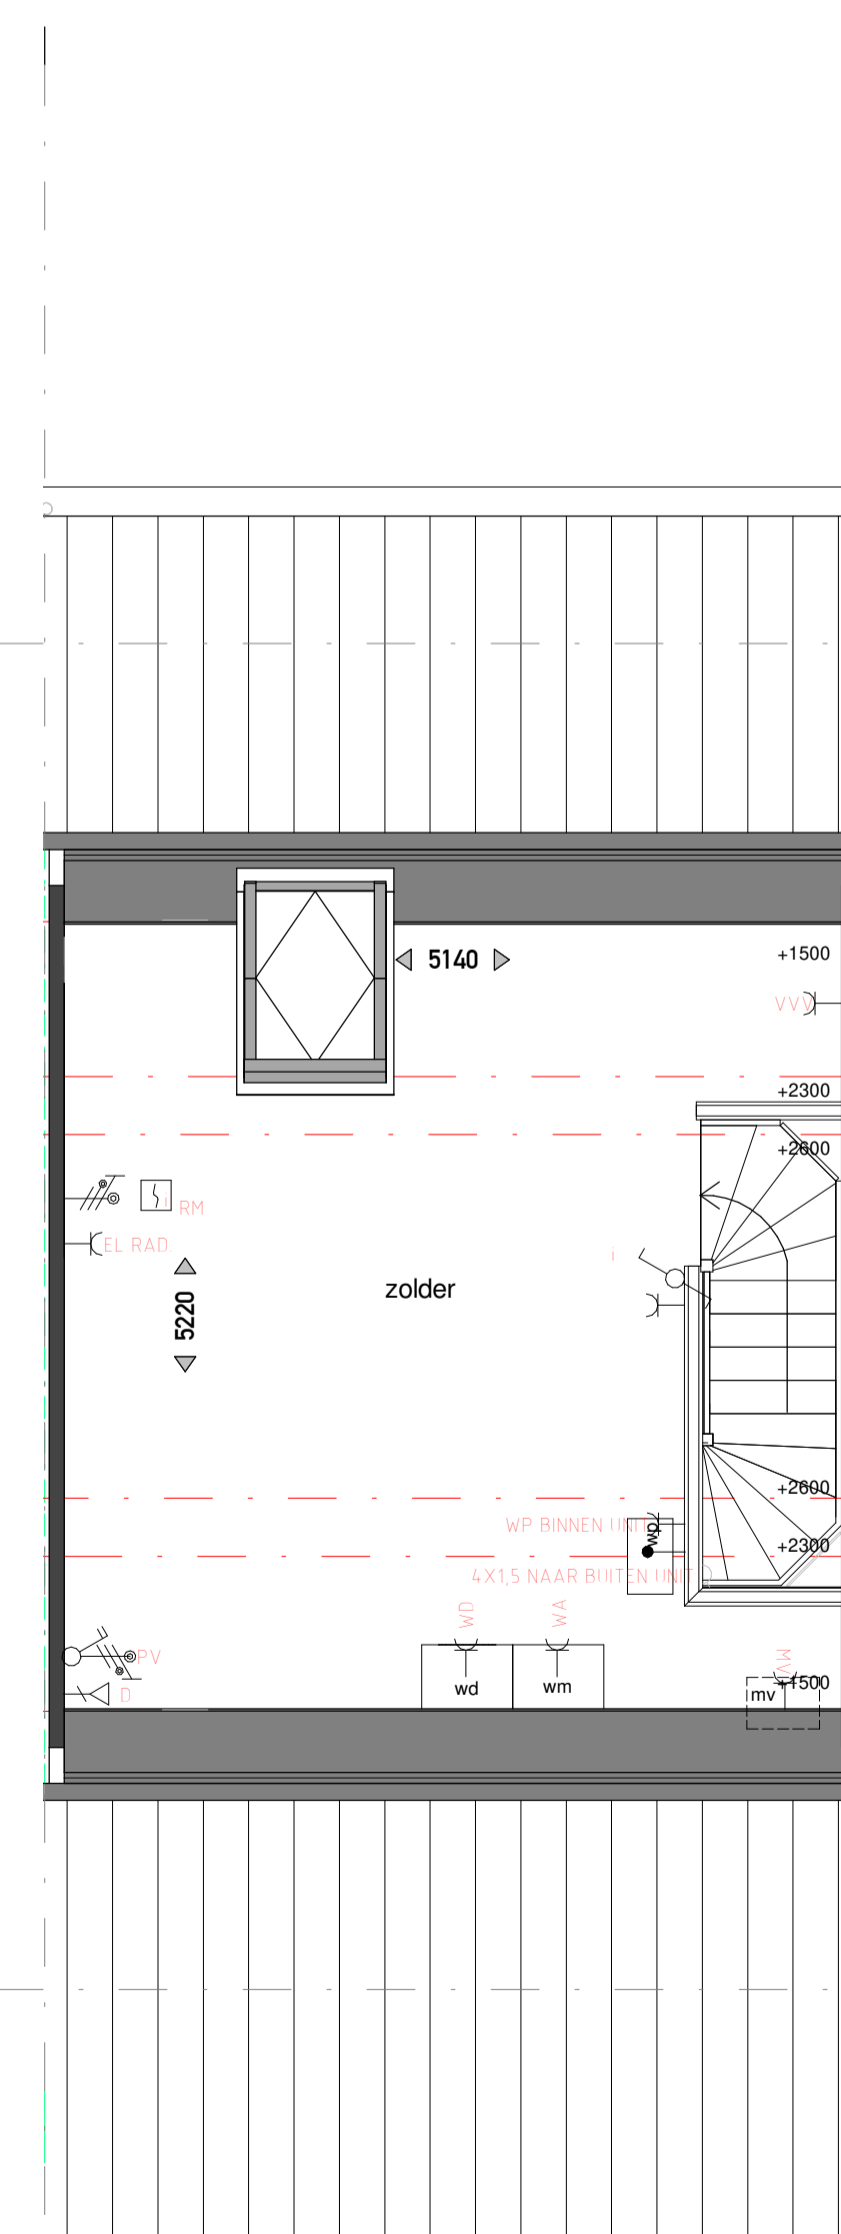 5140
+1500
VVV
+2300
+2600
RM
EL RAD.
i
zolder
5220
+2600
WP BINNEN UNIT
wp
+2300
4X1,5 NAAR BUITEN UNIT
WD
WA
PV
MV
+1500
D
wd
wm
mv